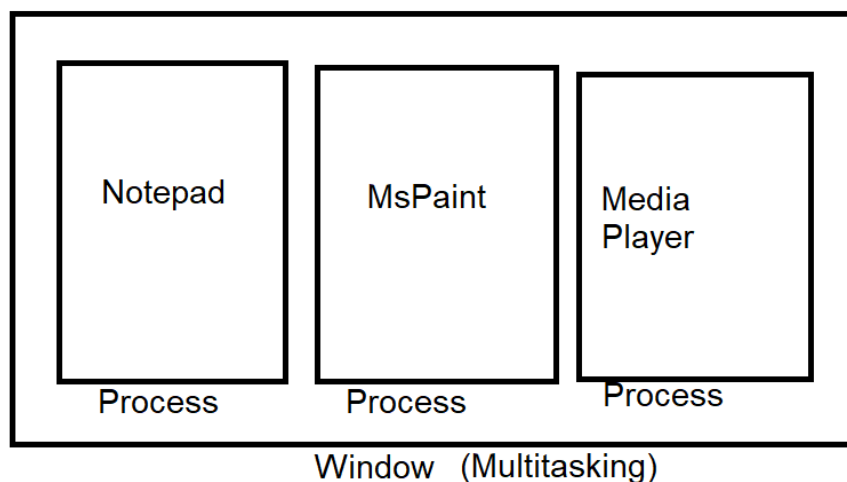 Notepad
MsPaint
Media
Player
Process
Process
Process
Window (Multitasking)